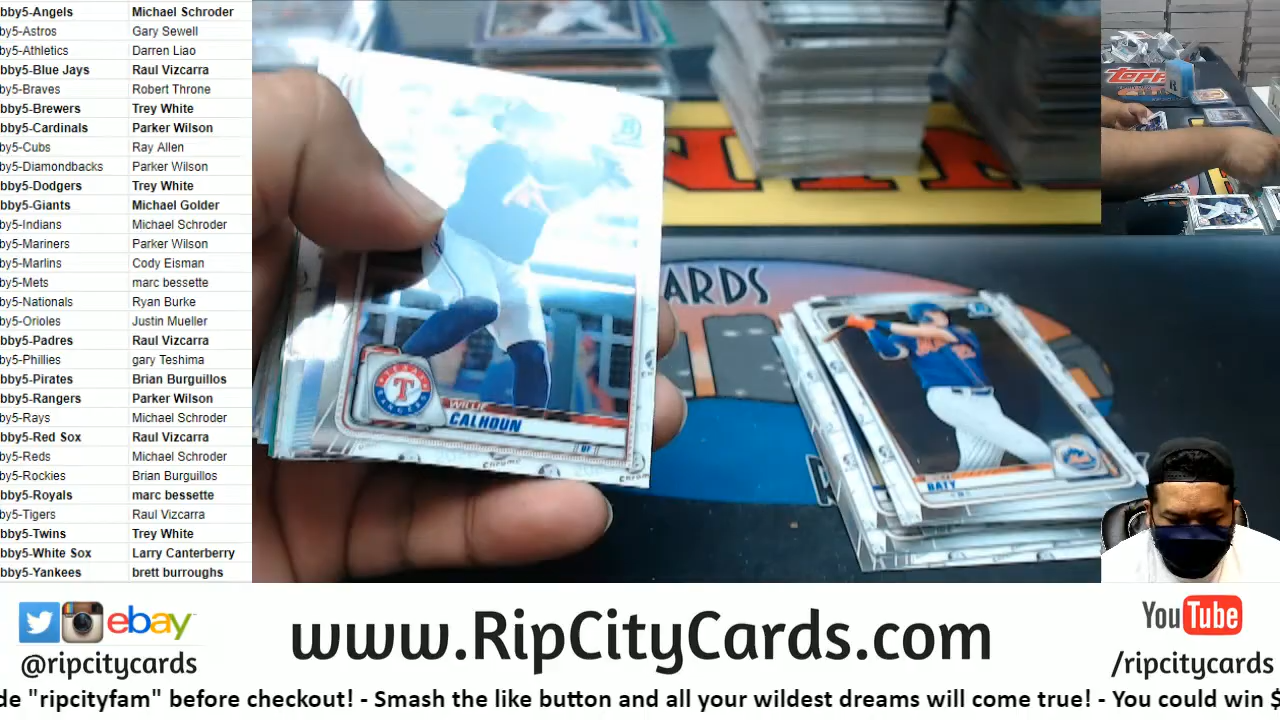 bby5-Angels Michael Schroder
by5-Astros Gary Sewell
by5-Athletics Darren Liao
bby5-Blue Jays Raul Vizcarra
by5-Braves Robert Throne
bby5-Brewers Trey White
bby5-Cardinals Parker Wilson
by5-Cubs Ray Allen
by5-Diamondbacks Parker Wilson
bby5-Dodgers Trey White
bby5-Giants Michael Golder
by5-Indians Michael Schroder
by5-Mariners Parker Wilson
by5-Marlins Cody Eisman
by5-Mets marc bessette
by5-Nationals Ryan Burke
by5-Orioles Justin Mueller
bby5-Padres Raul Vizcarra
by5-Phillies gary Teshima
bby5-Pirates Brian Burguillos
bby5-Rangers Parker Wilson
by5-Rays Michael Schroder
bby5-Red Sox Raul Vizcarra
by5-Reds Michael Schroder
by5-Rockies Brian Burguillos
bby5-Royals marc bessette
by5-Tigers Raul Vizcarra
bby5-Twins Trey White
bby5-White Sox Larry Canterberry
bby5-Yankees brett burroughs
TOPPS
ARDS
TEXAS
T
RANGERS
WILLIE
CALHOUN
OF
Chrome
BATY
ebay
@ripcitycards
www.RipCityCards.com
YouTube
/ripcitycards
de "ripcityfam" before checkout! - Smash the like button and all your wildest dreams will come true! - You could win $